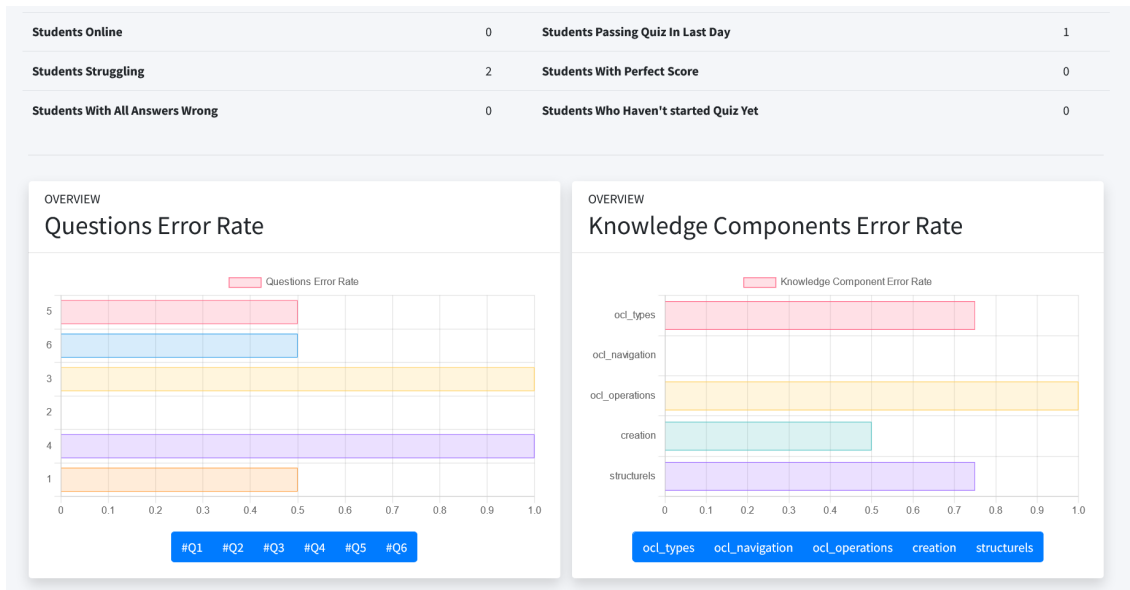 Students Online 0 Students Passing Quiz In Last Day 1
Students Struggling 2 Students With Perfect Score 0
Students With All Answers Wrong 0 Students Who Haven't started Quiz Yet 0
OVERVIEW
Questions Error Rate
Questions Error Rate
5
6
3
2
4
1
0 0.1 0.2 0.3 0.4 0.5 0.6 0.7 0.8 0.9 1.0
#Q1 #Q2 #Q3 #Q4 #Q5 #Q6
OVERVIEW
Knowledge Components Error Rate
Knowledge Component Error Rate
ocl_types
ocl_navigation
ocl_operations
creation
structurels
0 0.1 0.2 0.3 0.4 0.5 0.6 0.7 0.8 0.9 1.0
ocl_types ocl_navigation ocl_operations creation structurels